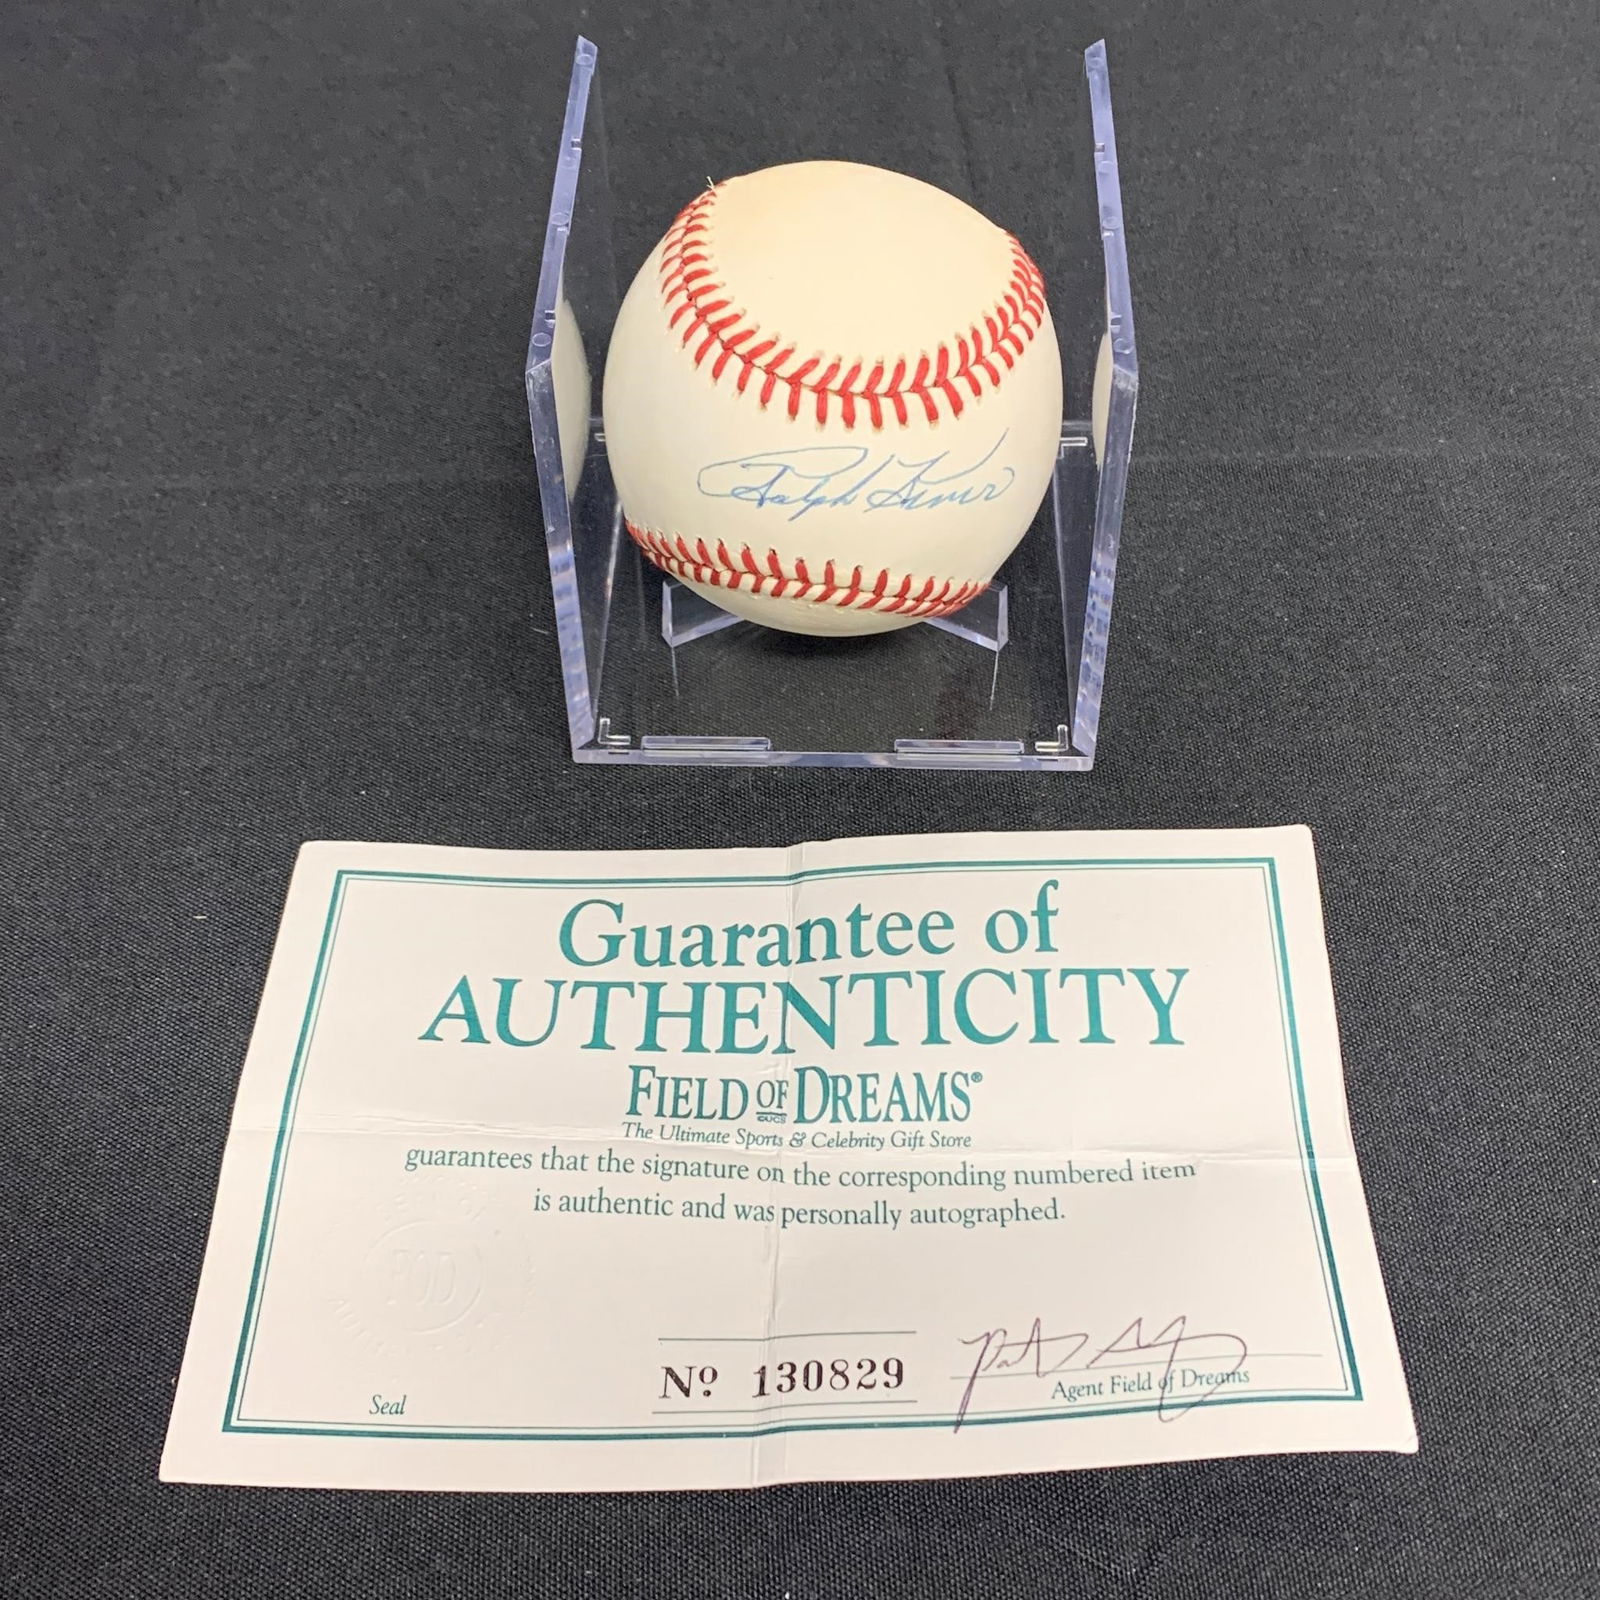 Ralph Kiner
Guarantee of
AUTHENTICITY
FIELD OF DREAMS®
The Ultimate Sports & Celebrity Gift Store
guarantees that the signature on the corresponding numbered item
is authentic and was personally autographed.
FOD
Nº 130829
Agent Field of Dreams
Seal